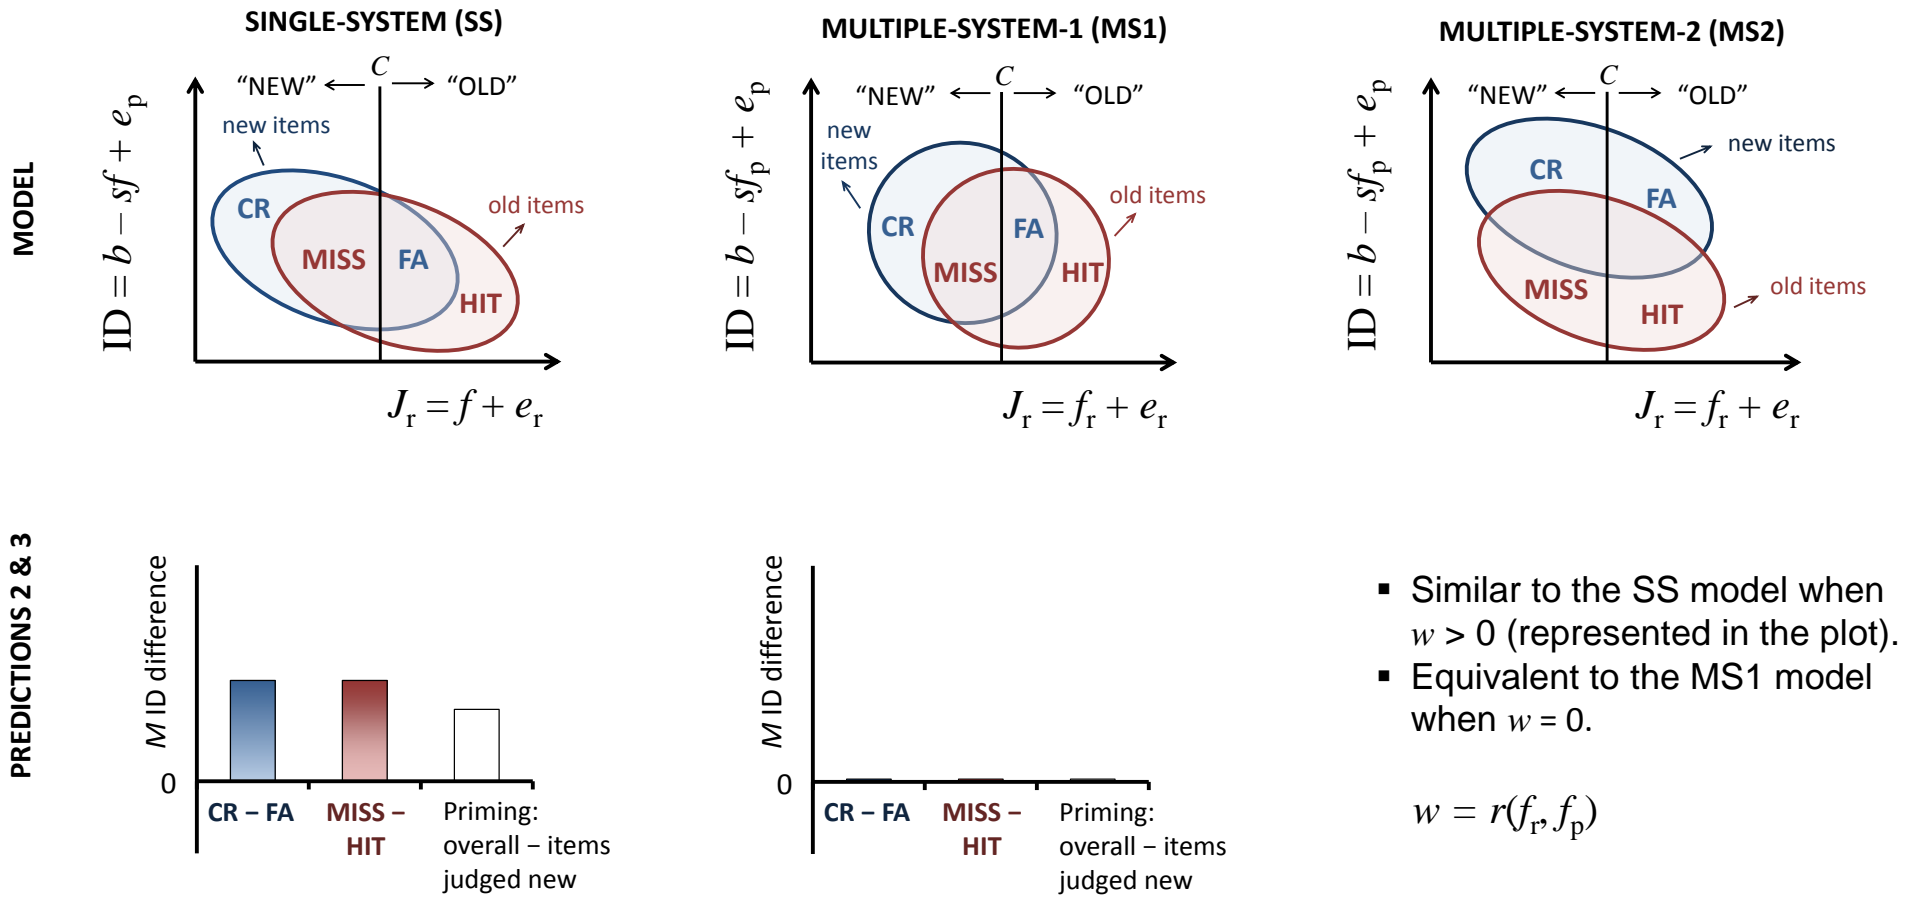 SINGLE-SYSTEM (SS)
MULTIPLE-SYSTEM-1 (MS1)
MULTIPLE-SYSTEM-2 (MS2)
MODEL
ID = b − sf + eₚ
"NEW" ← C → "OLD"
new items
CR
MISS
FA
HIT
old items
Jᵣ = f + eᵣ
ID = b − sfₚ + eₚ
"NEW" ← C → "OLD"
new
items
CR
MISS
FA
HIT
old items
Jᵣ = fᵣ + eᵣ
ID = b − sfₚ + eₚ
"NEW" ← C → "OLD"
new items
CR
FA
MISS
HIT
old items
Jᵣ = fᵣ + eᵣ
PREDICTIONS 2 & 3
M ID difference
0
CR − FA
MISS −
HIT
Priming:
overall − items
judged new
M ID difference
0
CR − FA
MISS −
HIT
Priming:
overall − items
judged new
▪ Similar to the SS model when
w > 0 (represented in the plot).
▪ Equivalent to the MS1 model
when w = 0.
w = r(fᵣ, fₚ)